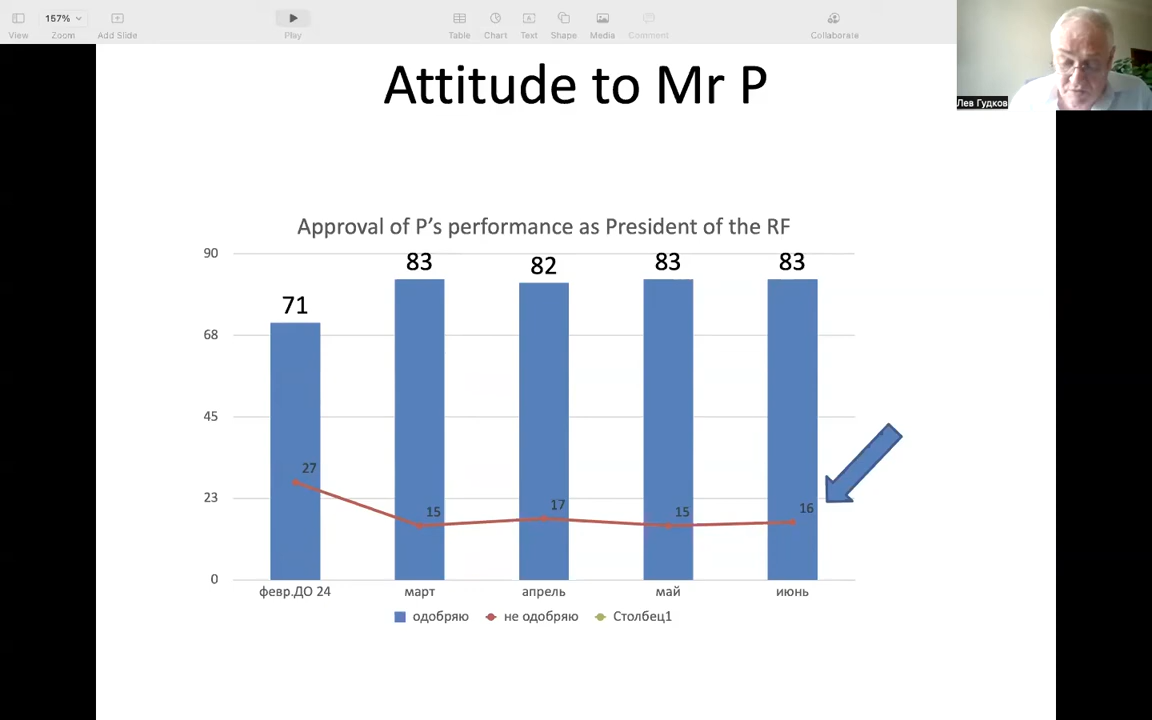 157%
View
Zoom
Add Slide
Play
Table
Chart
Text
Shape
Media
Comment
Collaborate
Лев Гудков
Attitude to Mr P
Approval of P’s performance as President of the RF
90
68
45
23
0
71
83
82
83
83
27
15
17
15
16
февр.ДО 24
март
апрель
май
июнь
одобряю
не одобряю
Столбец1